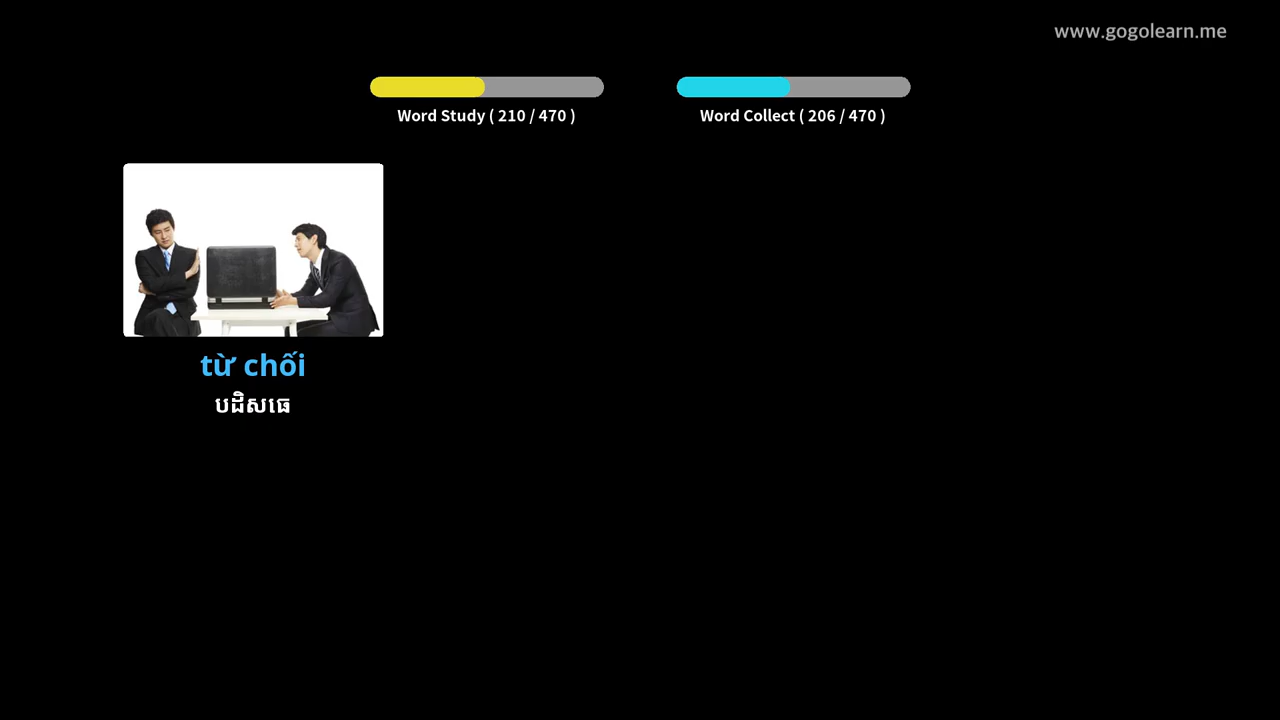 www.gogolearn.me
Word Study ( 210 / 470 )
Word Collect ( 206 / 470 )
từ chối
បដិសធេ